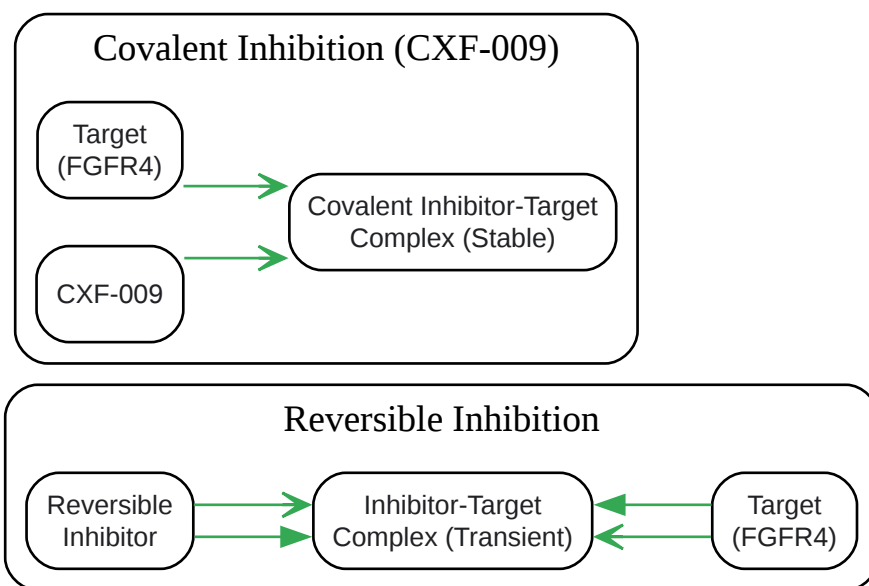 Covalent Inhibition (CXF-009)
Target
(FGFR4)
Covalent Inhibitor-Target
Complex (Stable)
CXF-009
Reversible Inhibition
Reversible
Inhibitor
Inhibitor-Target
Complex (Transient)
Target
(FGFR4)